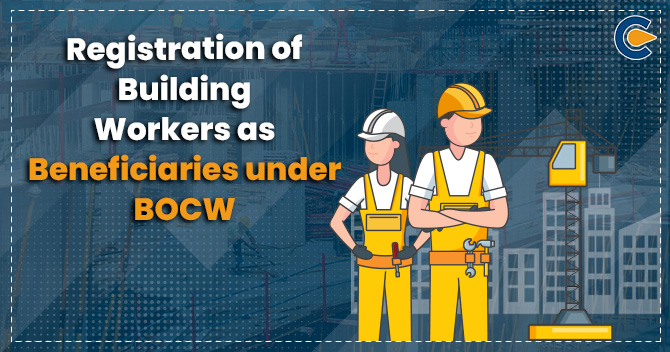 Registration of
Building
Workers as
Beneficiaries under
BOCW